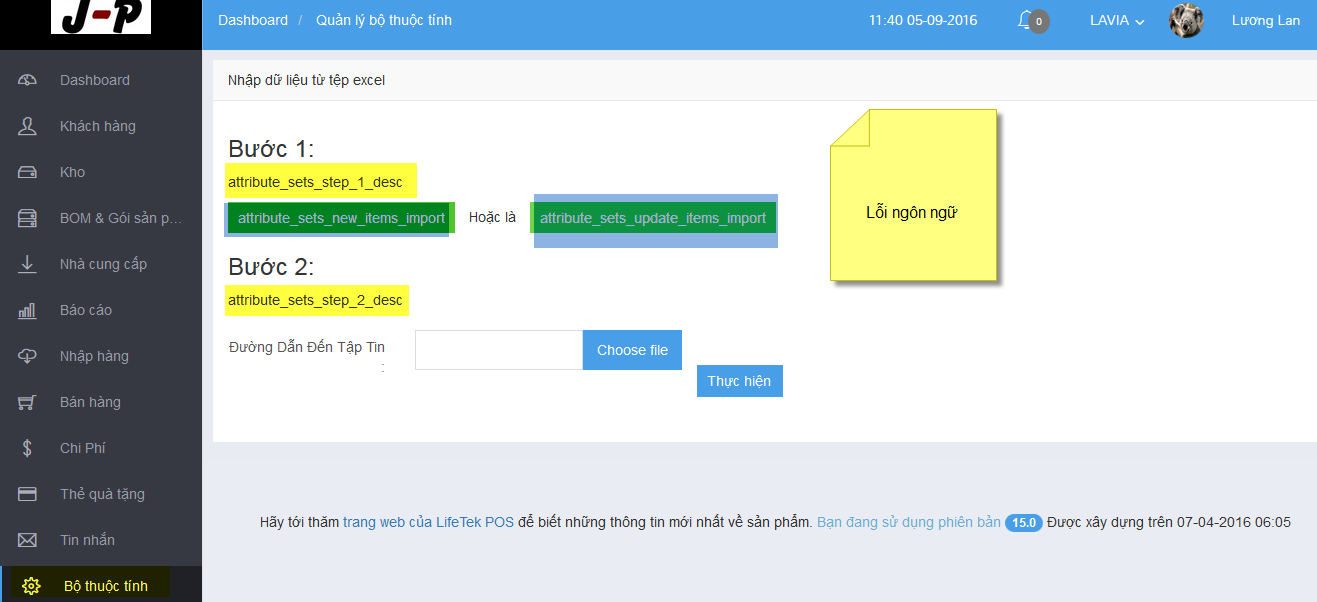 J-P
Dashboard / Quản lý bộ thuộc tính
11:40 05-09-2016
0
LAVIA
Lương Lan
Dashboard
Khách hàng
Kho
BOM & Gói sản p...
Nhà cung cấp
Báo cáo
Nhập hàng
Bán hàng
Chi Phí
Thẻ quà tặng
Tin nhắn
Bộ thuộc tính
Nhập dữ liệu từ tệp excel
Bước 1:
attribute_sets_step_1_desc
attribute_sets_new_items_import Hoặc là attribute_sets_update_items_import
Bước 2:
attribute_sets_step_2_desc
Đường Dẫn Đến Tập Tin
:
Choose file
Thực hiện
Lỗi ngôn ngữ
Hãy tới thăm trang web của LifeTek POS để biết những thông tin mới nhất về sản phẩm. Bạn đang sử dụng phiên bản 15.0 Được xây dựng trên 07-04-2016 06:05